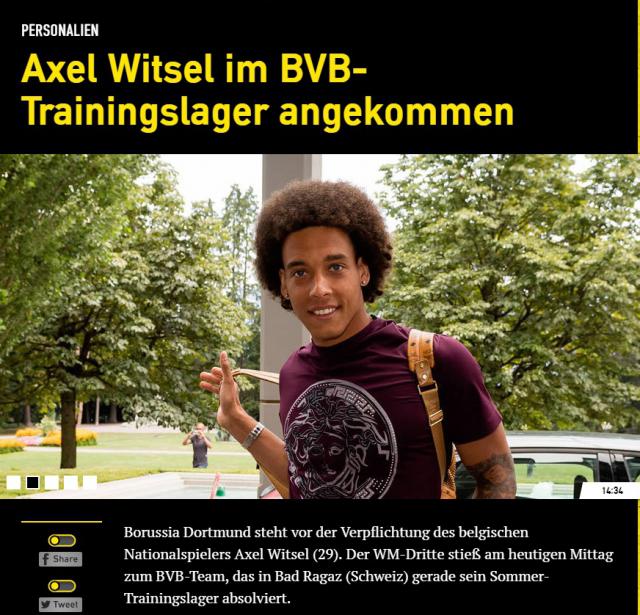 PERSONALIEN
Axel Witsel im BVB-
Trainingslager angekommen
14:34
Borussia Dortmund steht vor der Verpflichtung des belgischen
Nationalspielers Axel Witsel (29). Der WM-Dritte stieß am heutigen Mittag
zum BVB-Team, das in Bad Ragaz (Schweiz) gerade sein Sommer-
Trainingslager absolviert.
Share
Tweet